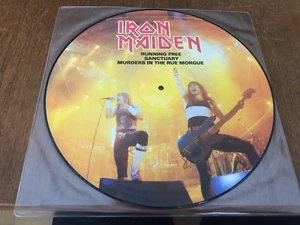 IRON
MAIDEN
RUNNING FREE
SANCTUARY
MURDERS IN THE RUE MORGUE